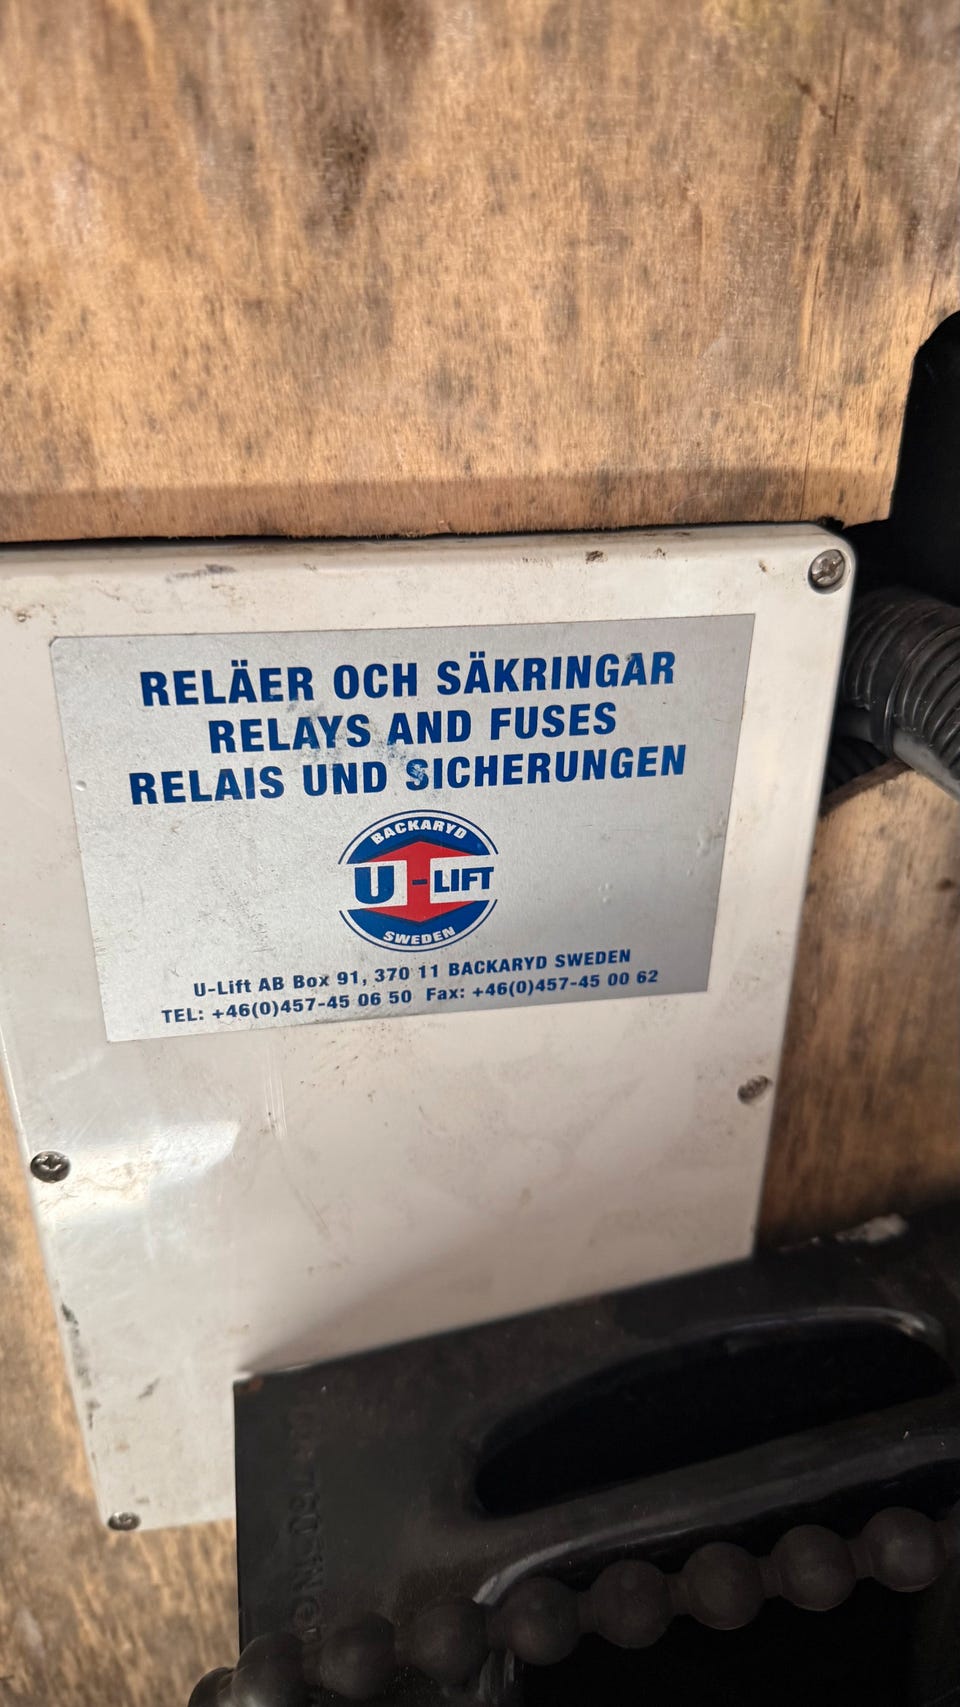 RELÄER OCH SÄKRINGAR
RELAYS AND FUSES
RELAIS UND SICHERUNGEN
BACKARYD
U-LIFT
SWEDEN
U-Lift AB Box 91, 370 11 BACKARYD SWEDEN
TEL: +46(0)457-45 06 50 Fax: +46(0)457-45 00 62